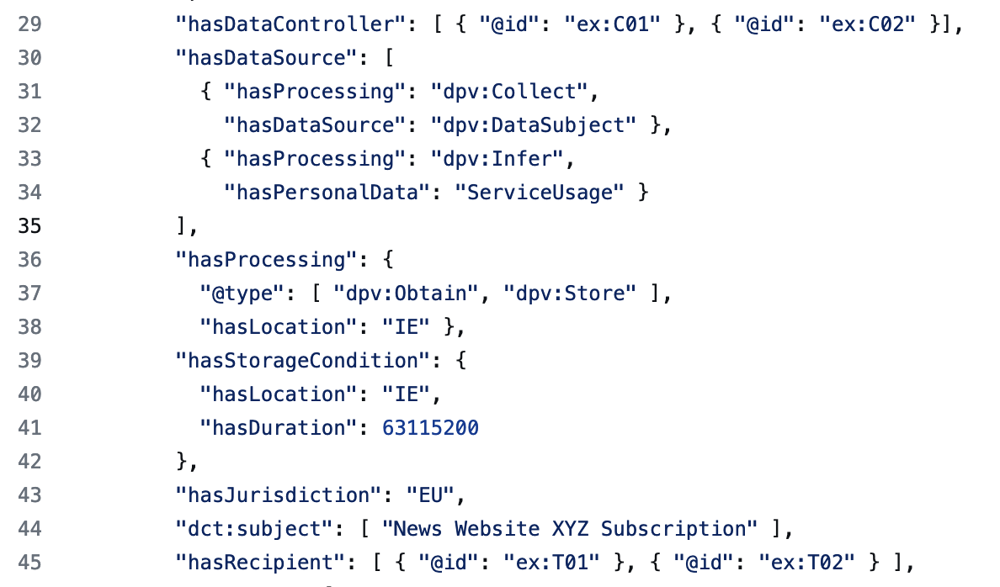 29 "hasDataController": [ { "@id": "ex:C01" }, { "@id": "ex:C02" }],
30 "hasDataSource": [
31 { "hasProcessing": "dpv:Collect",
32 "hasDataSource": "dpv:DataSubject" },
33 { "hasProcessing": "dpv:Infer",
34 "hasPersonalData": "ServiceUsage" }
35 ],
36 "hasProcessing": {
37 "@type": [ "dpv:Obtain", "dpv:Store" ],
38 "hasLocation": "IE" },
39 "hasStorageCondition": {
40 "hasLocation": "IE",
41 "hasDuration": 63115200
42 },
43 "hasJurisdiction": "EU",
44 "dct:subject": [ "News Website XYZ Subscription" ],
45 "hasRecipient": [ { "@id": "ex:T01" }, { "@id": "ex:T02" } ],